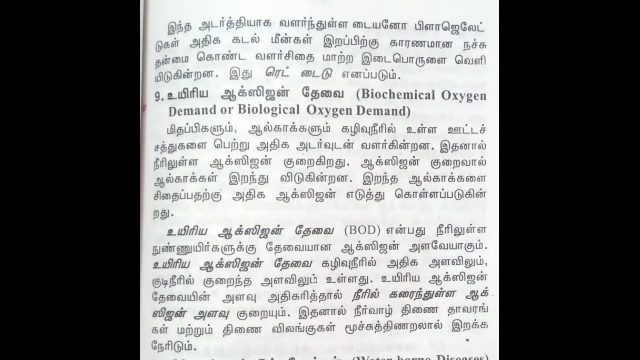 இந்த அடர்த்தியாக வளர்ந்துள்ள டையனோ பிளாஜெலேட்
டுகள் அதிக கடல் மீன்கள் இறப்பிற்கு காரணமான நச்சு
தன்மை கொண்ட வளர்சிதை மாற்ற இடைபொருளை வெளி
யிடுகின்றன. இது ரெட் டைடு எனப்படும்.
9. உயிரிய ஆக்ஸிஜன் தேவை (Biochemical Oxygen
Demand or Biological Oxygen Demand)
மிதப்பிகளும், ஆல்காக்களும் கழிவுநீரில் உள்ள ஊட்டச்
சத்துகளை பெற்று அதிக அடர்வுடன் வளர்கின்றன. இதனால்
நீரிலுள்ள ஆக்ஸிஜன் குறைகிறது. ஆக்ஸிஜன் குறைவால்
ஆல்காக்கள் இறந்து விடுகின்றன. இறந்த ஆல்காக்களை
சிதைப்பதற்கு அதிக ஆக்ஸிஜன் எடுத்து கொள்ளப்படுகின்
றது.
உயிரிய ஆக்ஸிஜன் தேவை (BOD) என்பது நீரிலுள்ள
நுண்ணுயிர்களுக்கு தேவையான ஆக்ஸிஜன் அளவேயாகும்.
உயிரிய ஆக்ஸிஜன் தேவை கழிவுநீரில் அதிக அளவிலும்,
குடிநீரில் குறைந்த அளவிலும் உள்ளது. உயிரிய ஆக்ஸிஜன்
தேவையின் அளவு அதிகரித்தால் நீரில் கரைந்துள்ள ஆக்
ஸிஜன் அளவு குறையும். இதனால் நீர்வாழ் திணை தாவரங்
கள் மற்றும் திணை விலங்குகள் மூச்சுத்திணறலால் இறக்க
நேரிடும்.
(Water-borne Diseases)